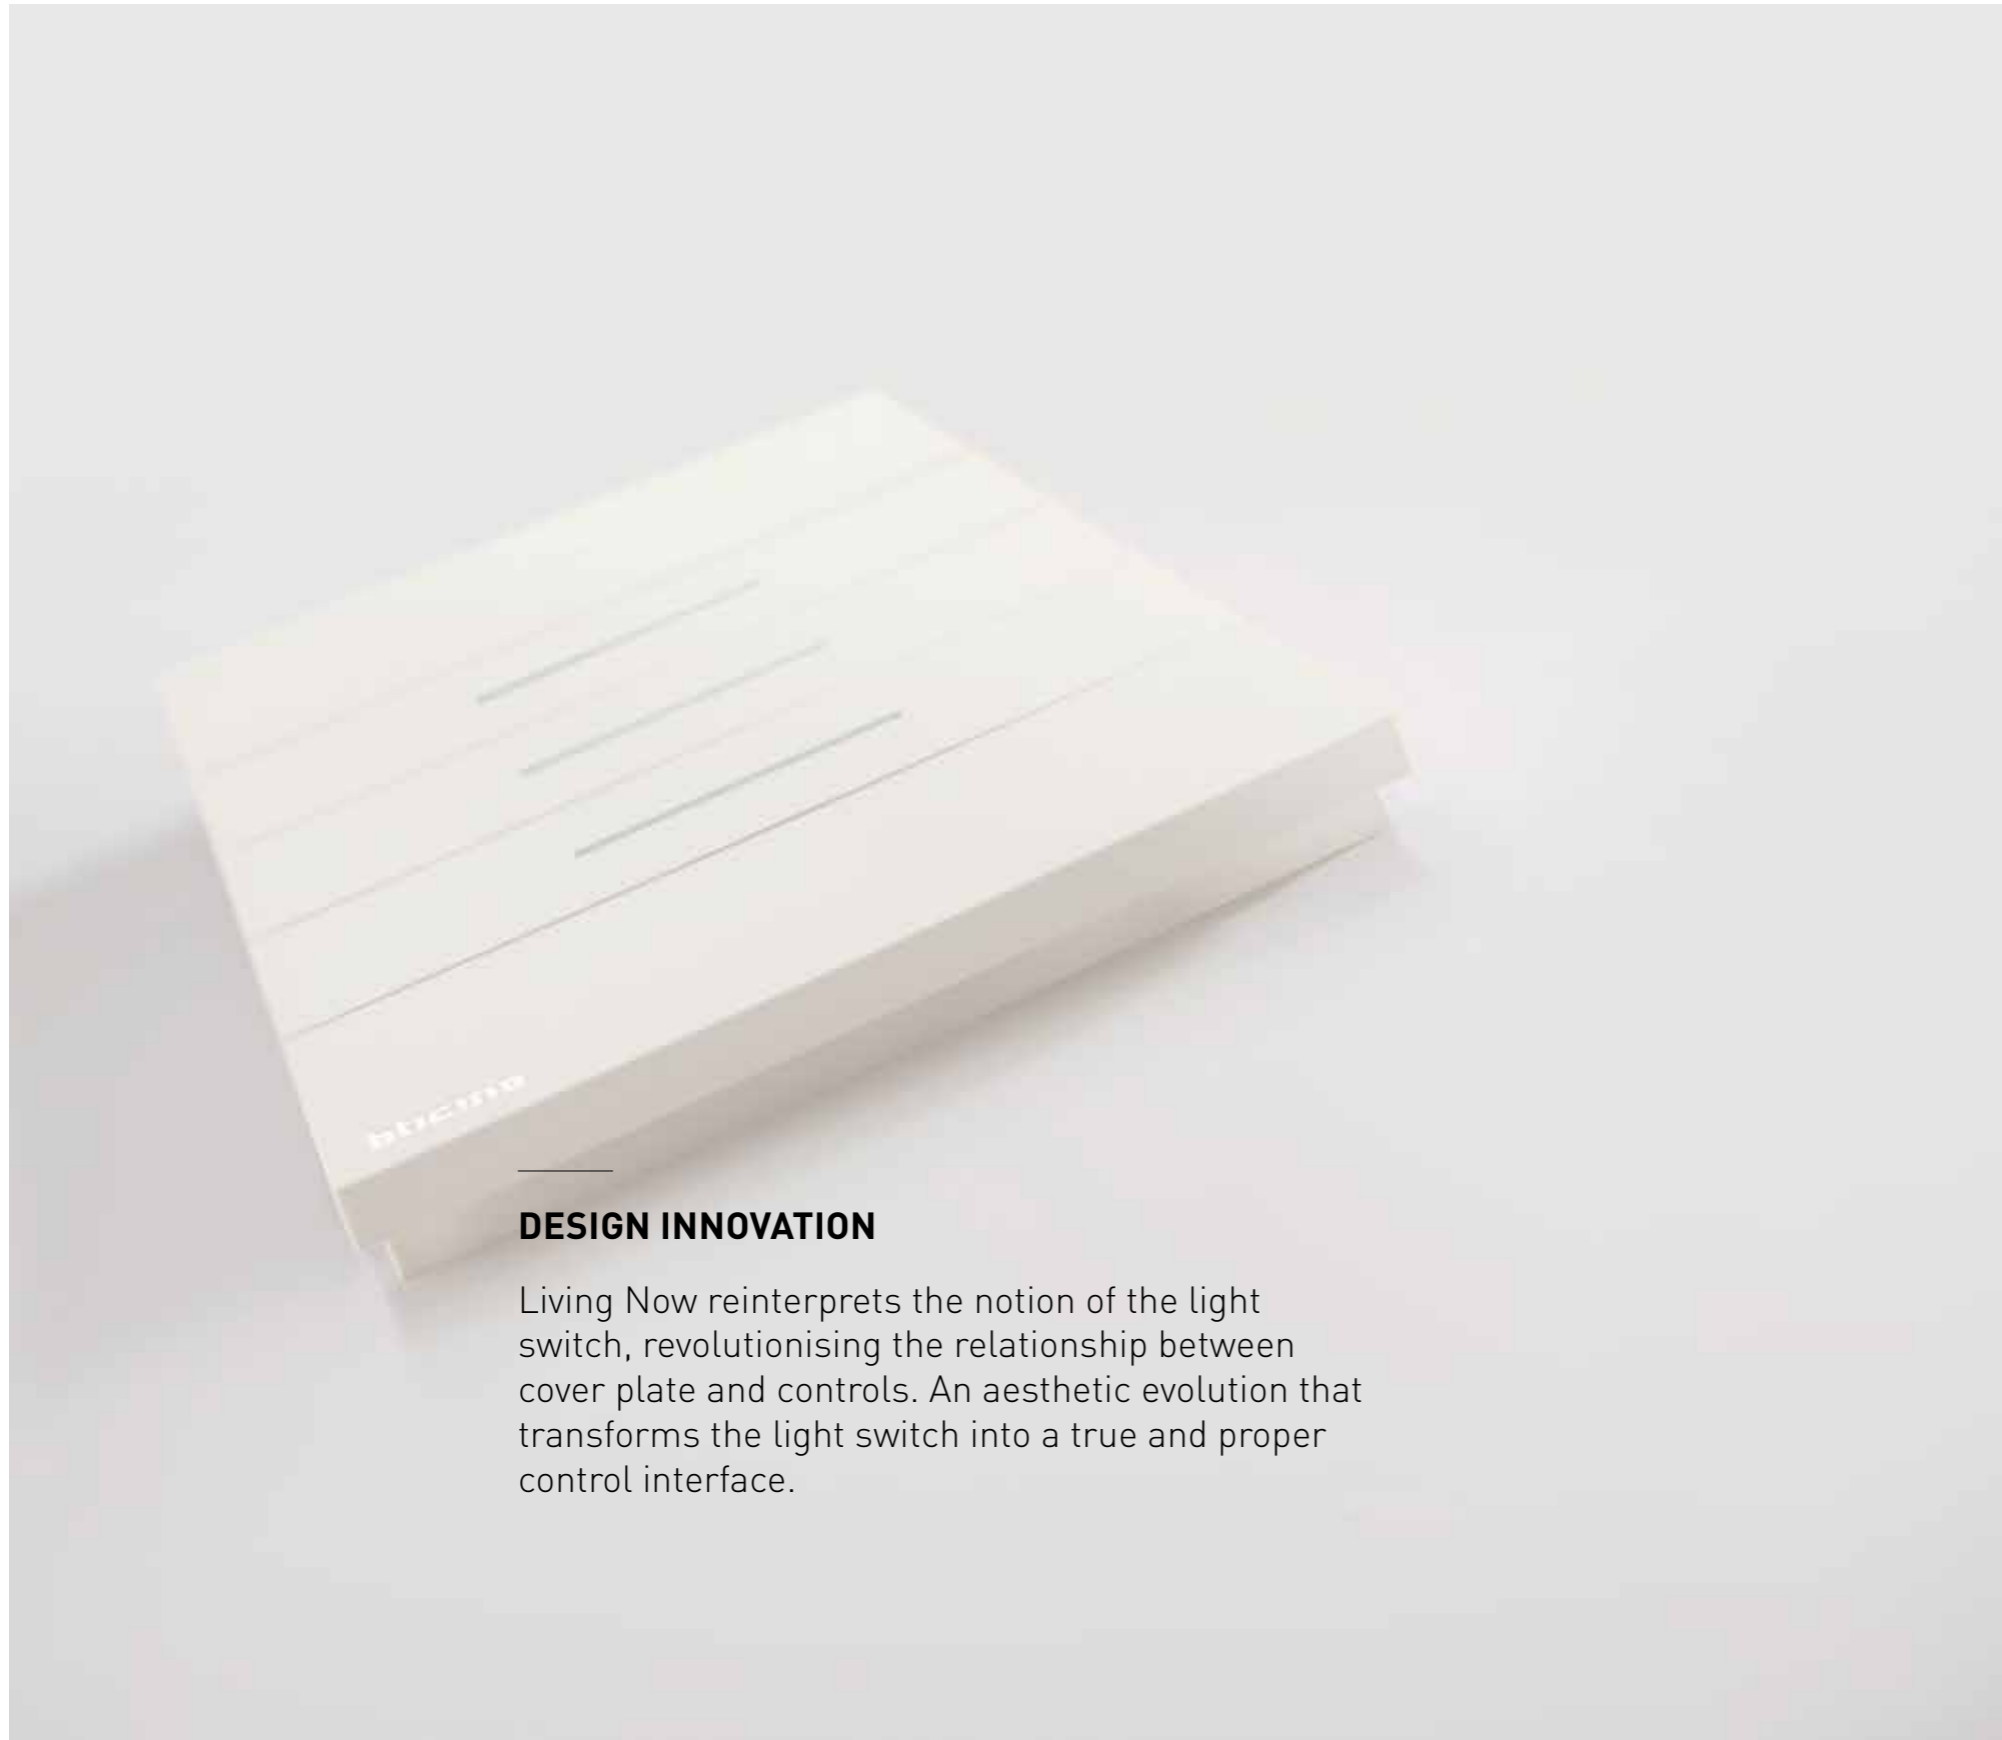 bticino
DESIGN INNOVATION
Living Now reinterprets the notion of the light
switch, revolutionising the relationship between
cover plate and controls. An aesthetic evolution that
transforms the light switch into a true and proper
control interface.